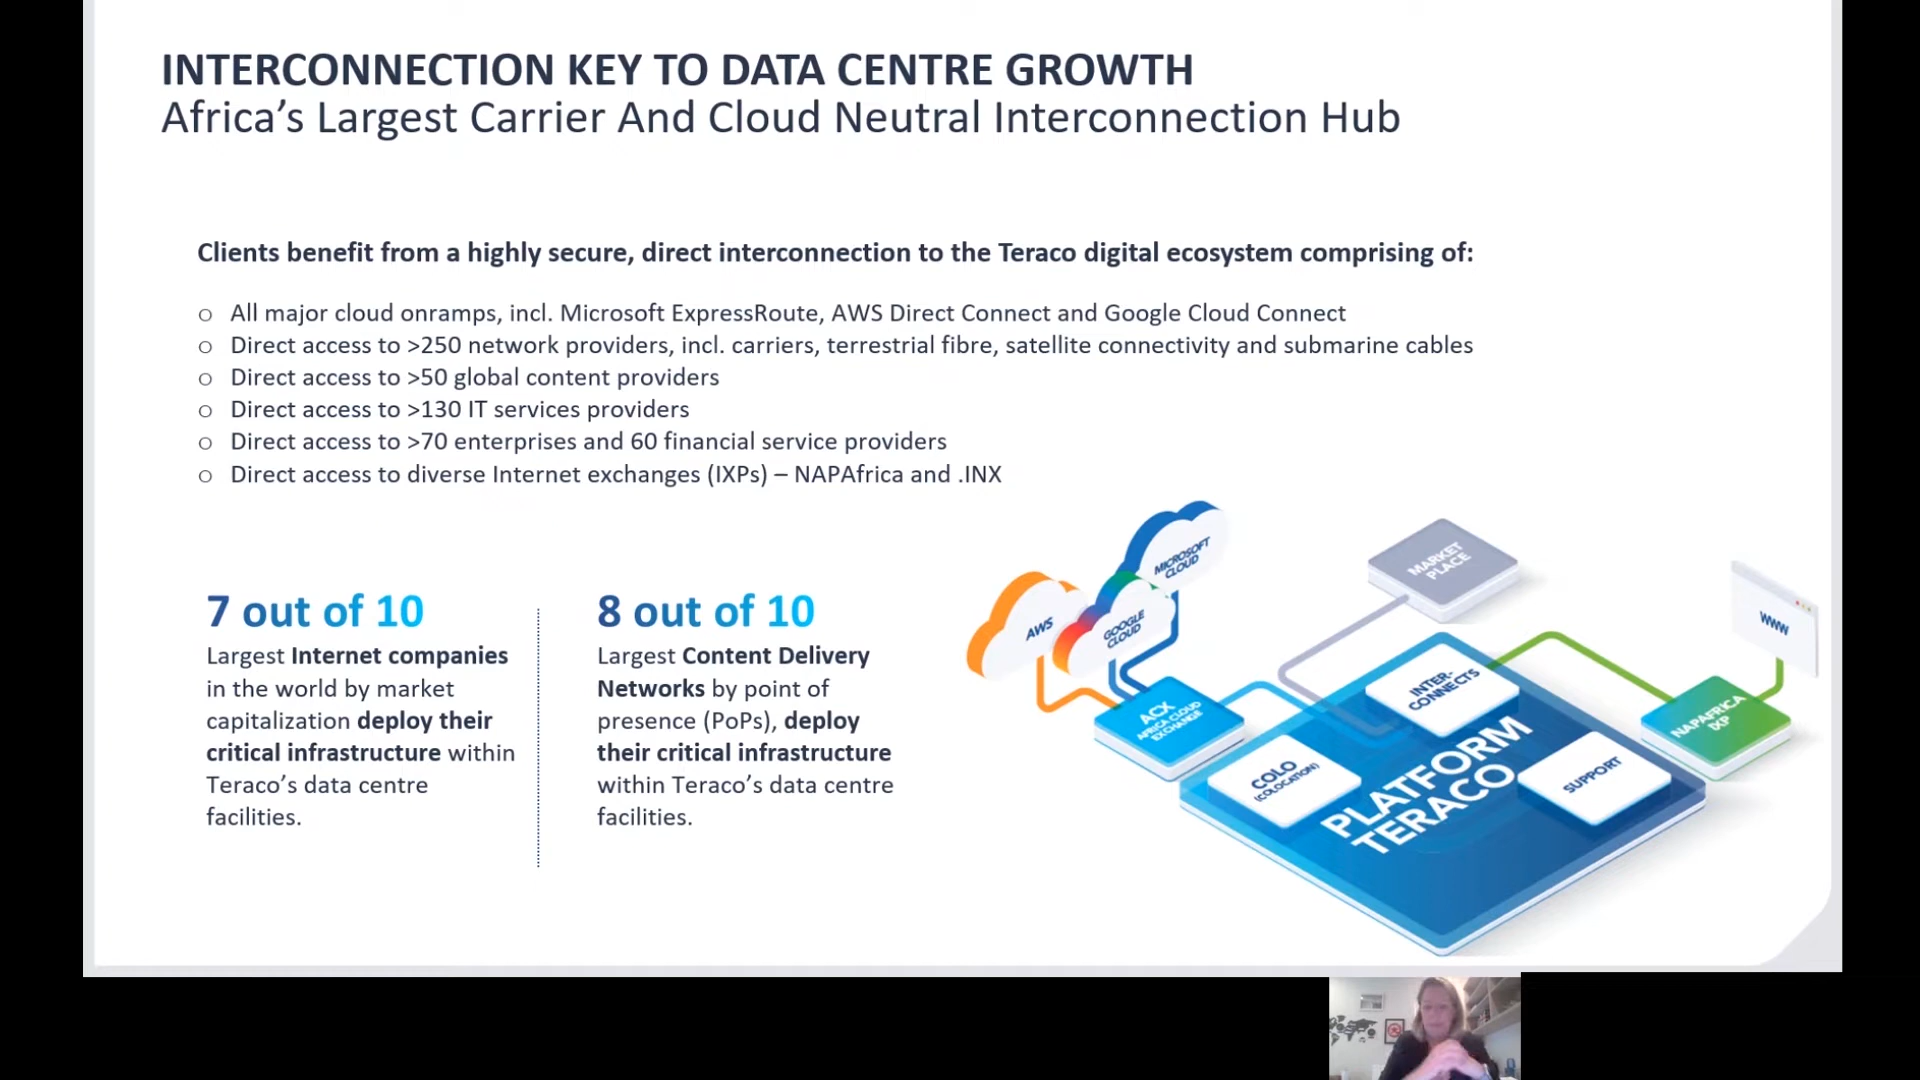 INTERCONNECTION KEY TO DATA CENTRE GROWTH
Africa’s Largest Carrier And Cloud Neutral Interconnection Hub
Clients benefit from a highly secure, direct interconnection to the Teraco digital ecosystem comprising of:
o All major cloud onramps, incl. Microsoft ExpressRoute, AWS Direct Connect and Google Cloud Connect
o Direct access to >250 network providers, incl. carriers, terrestrial fibre, satellite connectivity and submarine cables
o Direct access to >50 global content providers
o Direct access to >130 IT services providers
o Direct access to >70 enterprises and 60 financial service providers
o Direct access to diverse Internet exchanges (IXPs) – NAPAfrica and .INX
7 out of 10
Largest Internet companies
in the world by market
capitalization deploy their
critical infrastructure within
Teraco’s data centre
facilities.
8 out of 10
Largest Content Delivery
Networks by point of
presence (PoPs), deploy
their critical infrastructure
within Teraco’s data centre
facilities.
MICROSOFT
CLOUD
AWS
GOOGLE
CLOUD
MARKET
PLACE
WWW
INTER-
CONNECTS
ACX
AFRICA CLOUD
EXCHANGE
NAPAFRICA
IXP
COLO
(COLOCATION)
SUPPORT
PLATFORM
TERACO